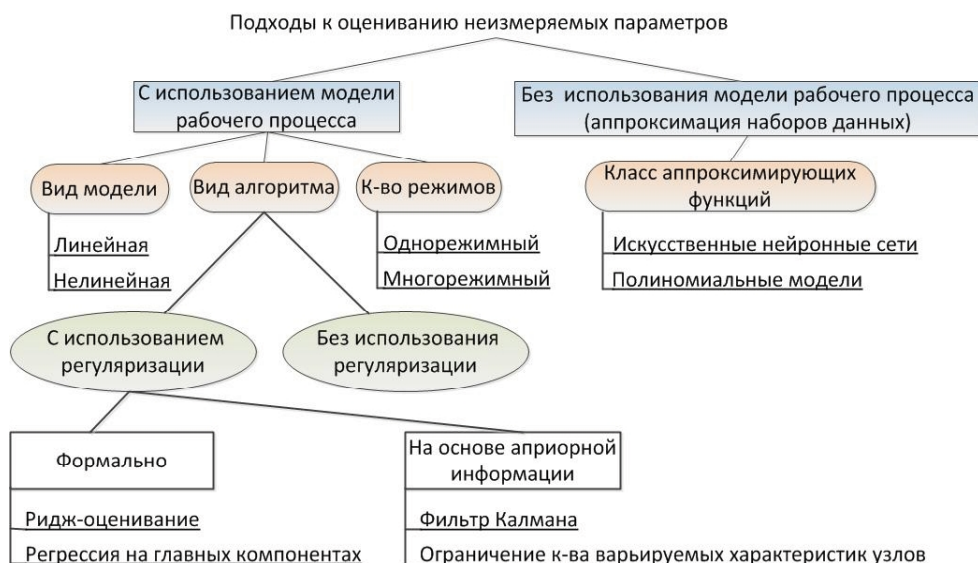 Подходы к оцениванию неизмеряемых параметров
С использованием модели
рабочего процесса
Без использования модели рабочего процесса
(аппроксимация наборов данных)
Вид модели
Вид алгоритма
К-во режимов
Класс аппроксимирующих
функций
Линейная
Нелинейная
Однорежимный
Многорежимный
Искусственные нейронные сети
Полиномиальные модели
С использованием
регуляризации
Без использования
регуляризации
Формально
На основе априорной
информации
Ридж-оценивание
Регрессия на главных компонентах
Фильтр Калмана
Ограничение к-ва варьируемых характеристик узлов